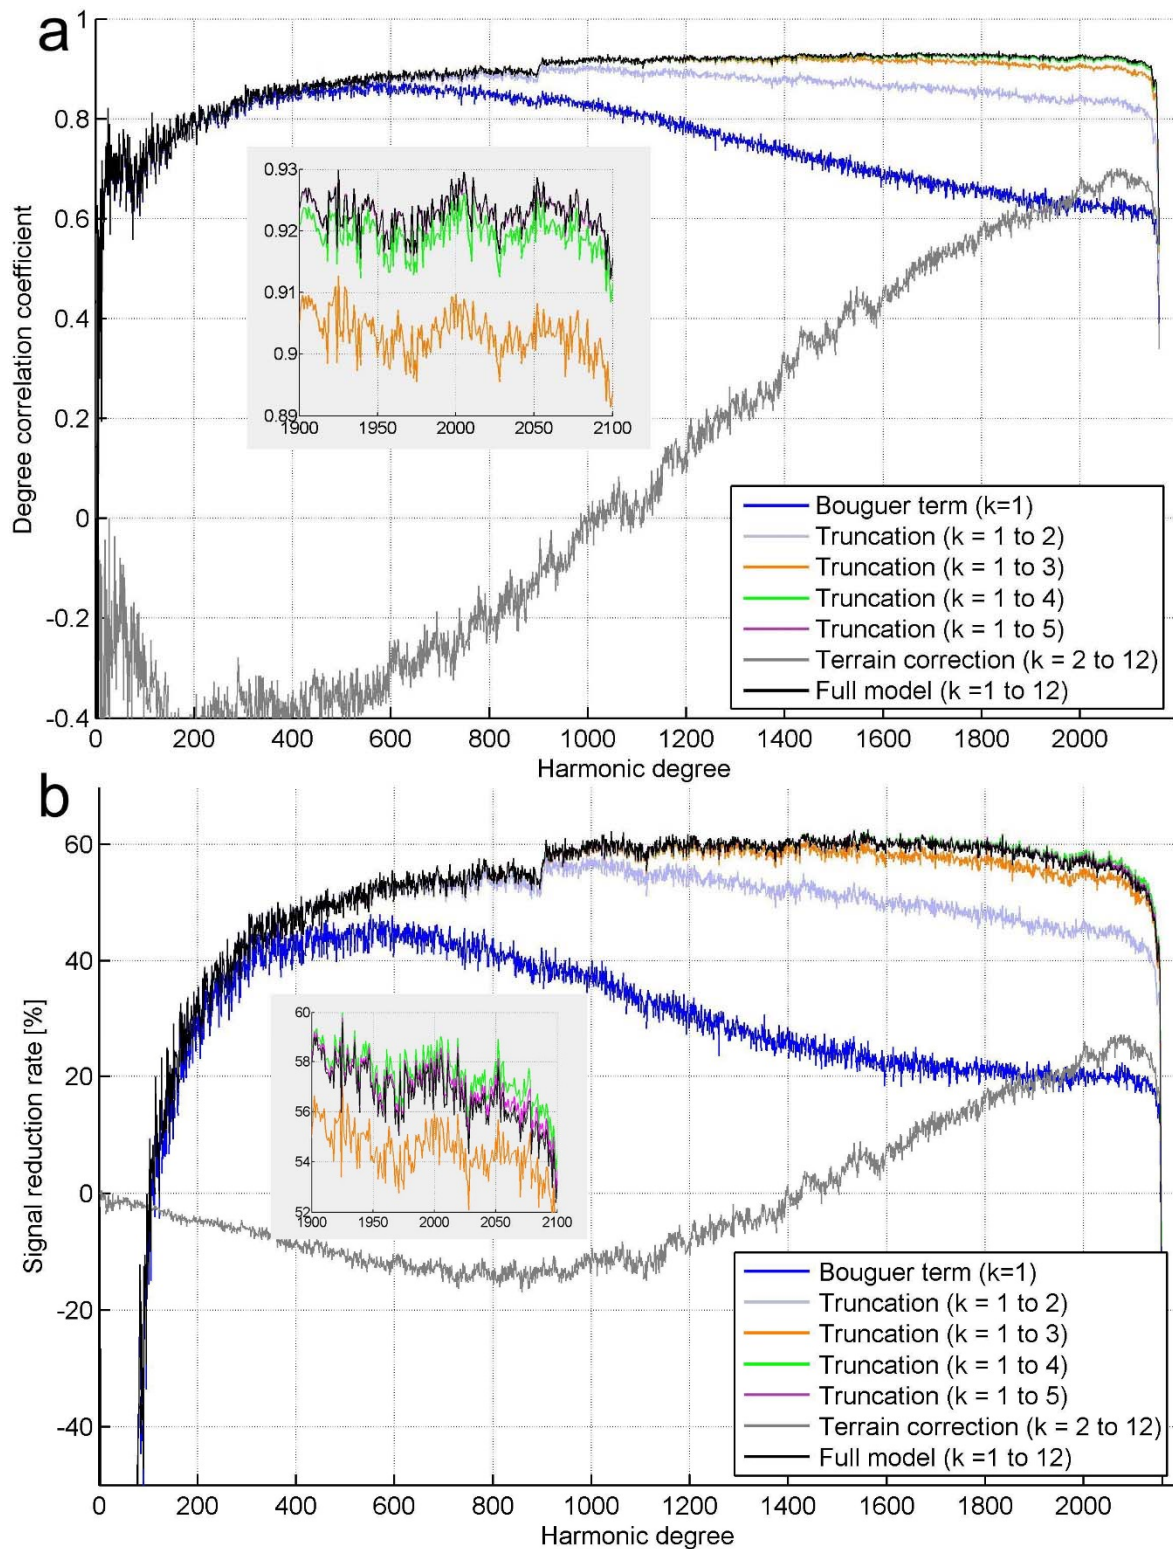 a
1
0.8
0.6
0.4
0.2
0
-0.2
-0.4
Degree correlation coefficient
0.93
0.92
0.91
0.9
0.89
1900 1950 2000 2050 2100
Bouguer term (k=1)
Truncation (k = 1 to 2)
Truncation (k = 1 to 3)
Truncation (k = 1 to 4)
Truncation (k = 1 to 5)
Terrain correction (k = 2 to 12)
Full model (k =1 to 12)
0 200 400 600 800 1000 1200 1400 1600 1800 2000
Harmonic degree
b
60
40
20
0
-20
-40
Signal reduction rate [%]
60
58
56
54
52
1900 1950 2000 2050 2100
Bouguer term (k=1)
Truncation (k = 1 to 2)
Truncation (k = 1 to 3)
Truncation (k = 1 to 4)
Truncation (k = 1 to 5)
Terrain correction (k = 2 to 12)
Full model (k =1 to 12)
0 200 400 600 800 1000 1200 1400 1600 1800 2000
Harmonic degree